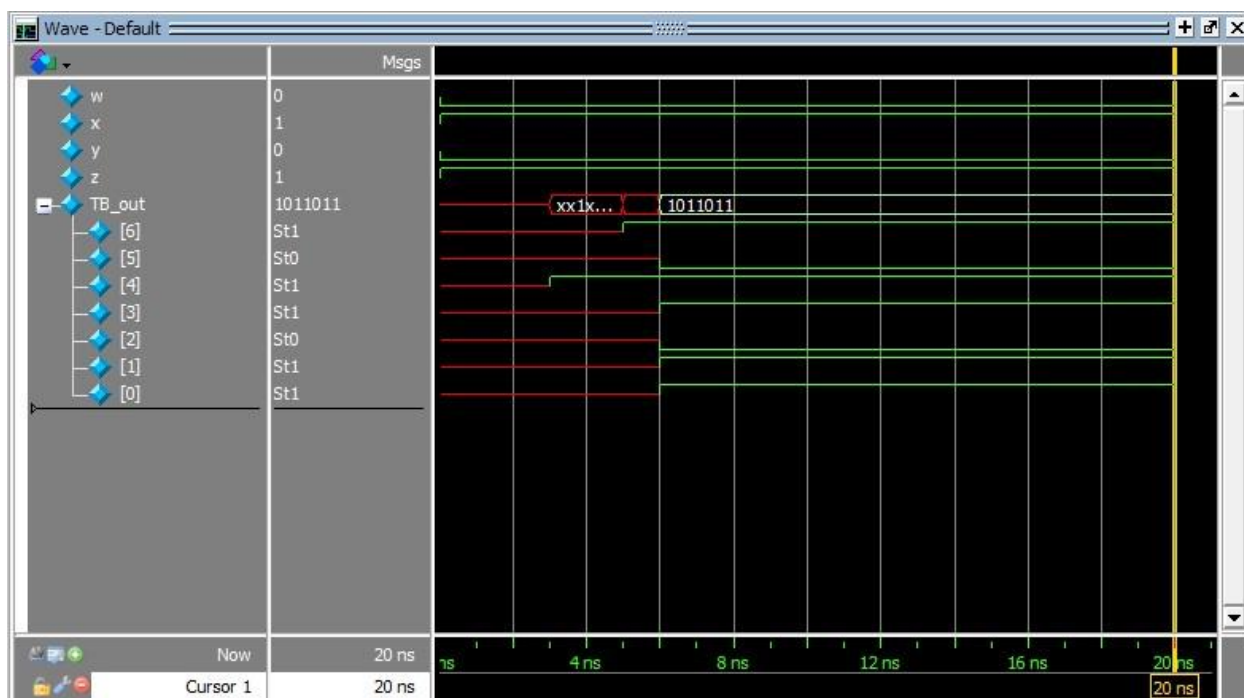 Wave - Default
Msgs
w 0
x 1
y 0
z 1
TB_out 1011011 xx1x... 1011011
[6] St1
[5] St0
[4] St1
[3] St1
[2] St0
[1] St1
[0] St1
Now 20 ns ns 4 ns 8 ns 12 ns 16 ns 20 ns
Cursor 1 20 ns 20 ns